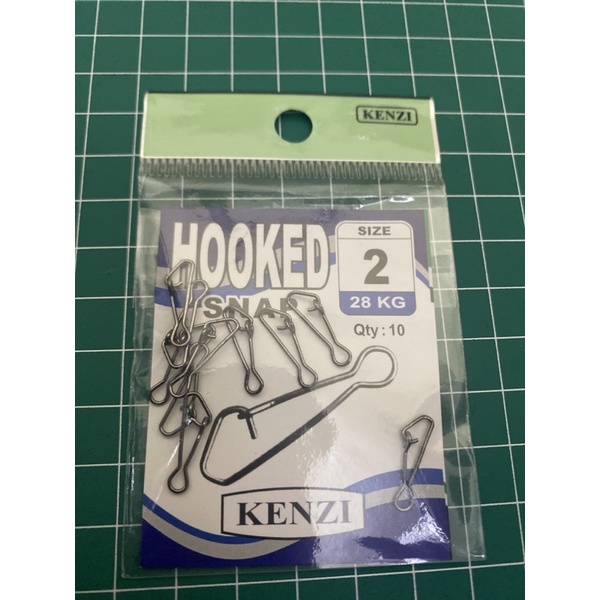 KENZI
HOOKED
SNAP
SIZE
2
28 KG
Qty : 10
KENZI